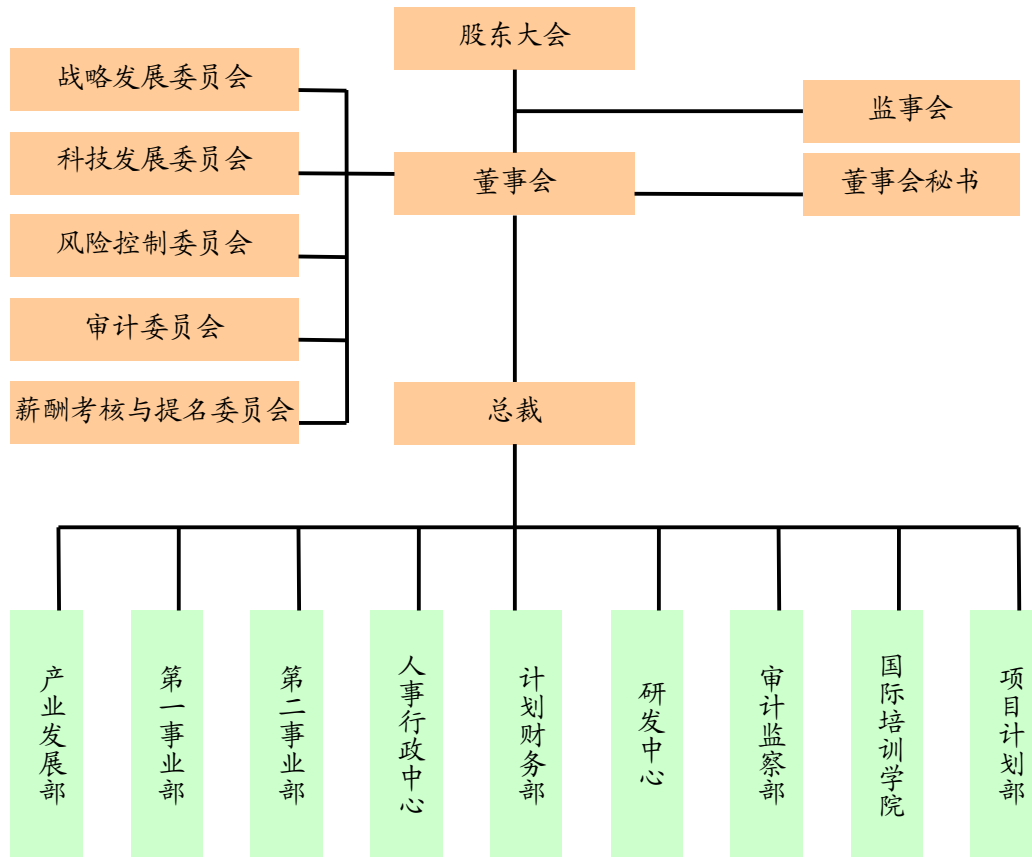 股东大会
战略发展委员会
监事会
科技发展委员会
董事会
董事会秘书
风险控制委员会
审计委员会
薪酬考核与提名委员会
总裁
产业发展部
第一事业部
第二事业部
人事行政中心
计划财务部
研发中心
审计监察部
国际培训学院
项目计划部